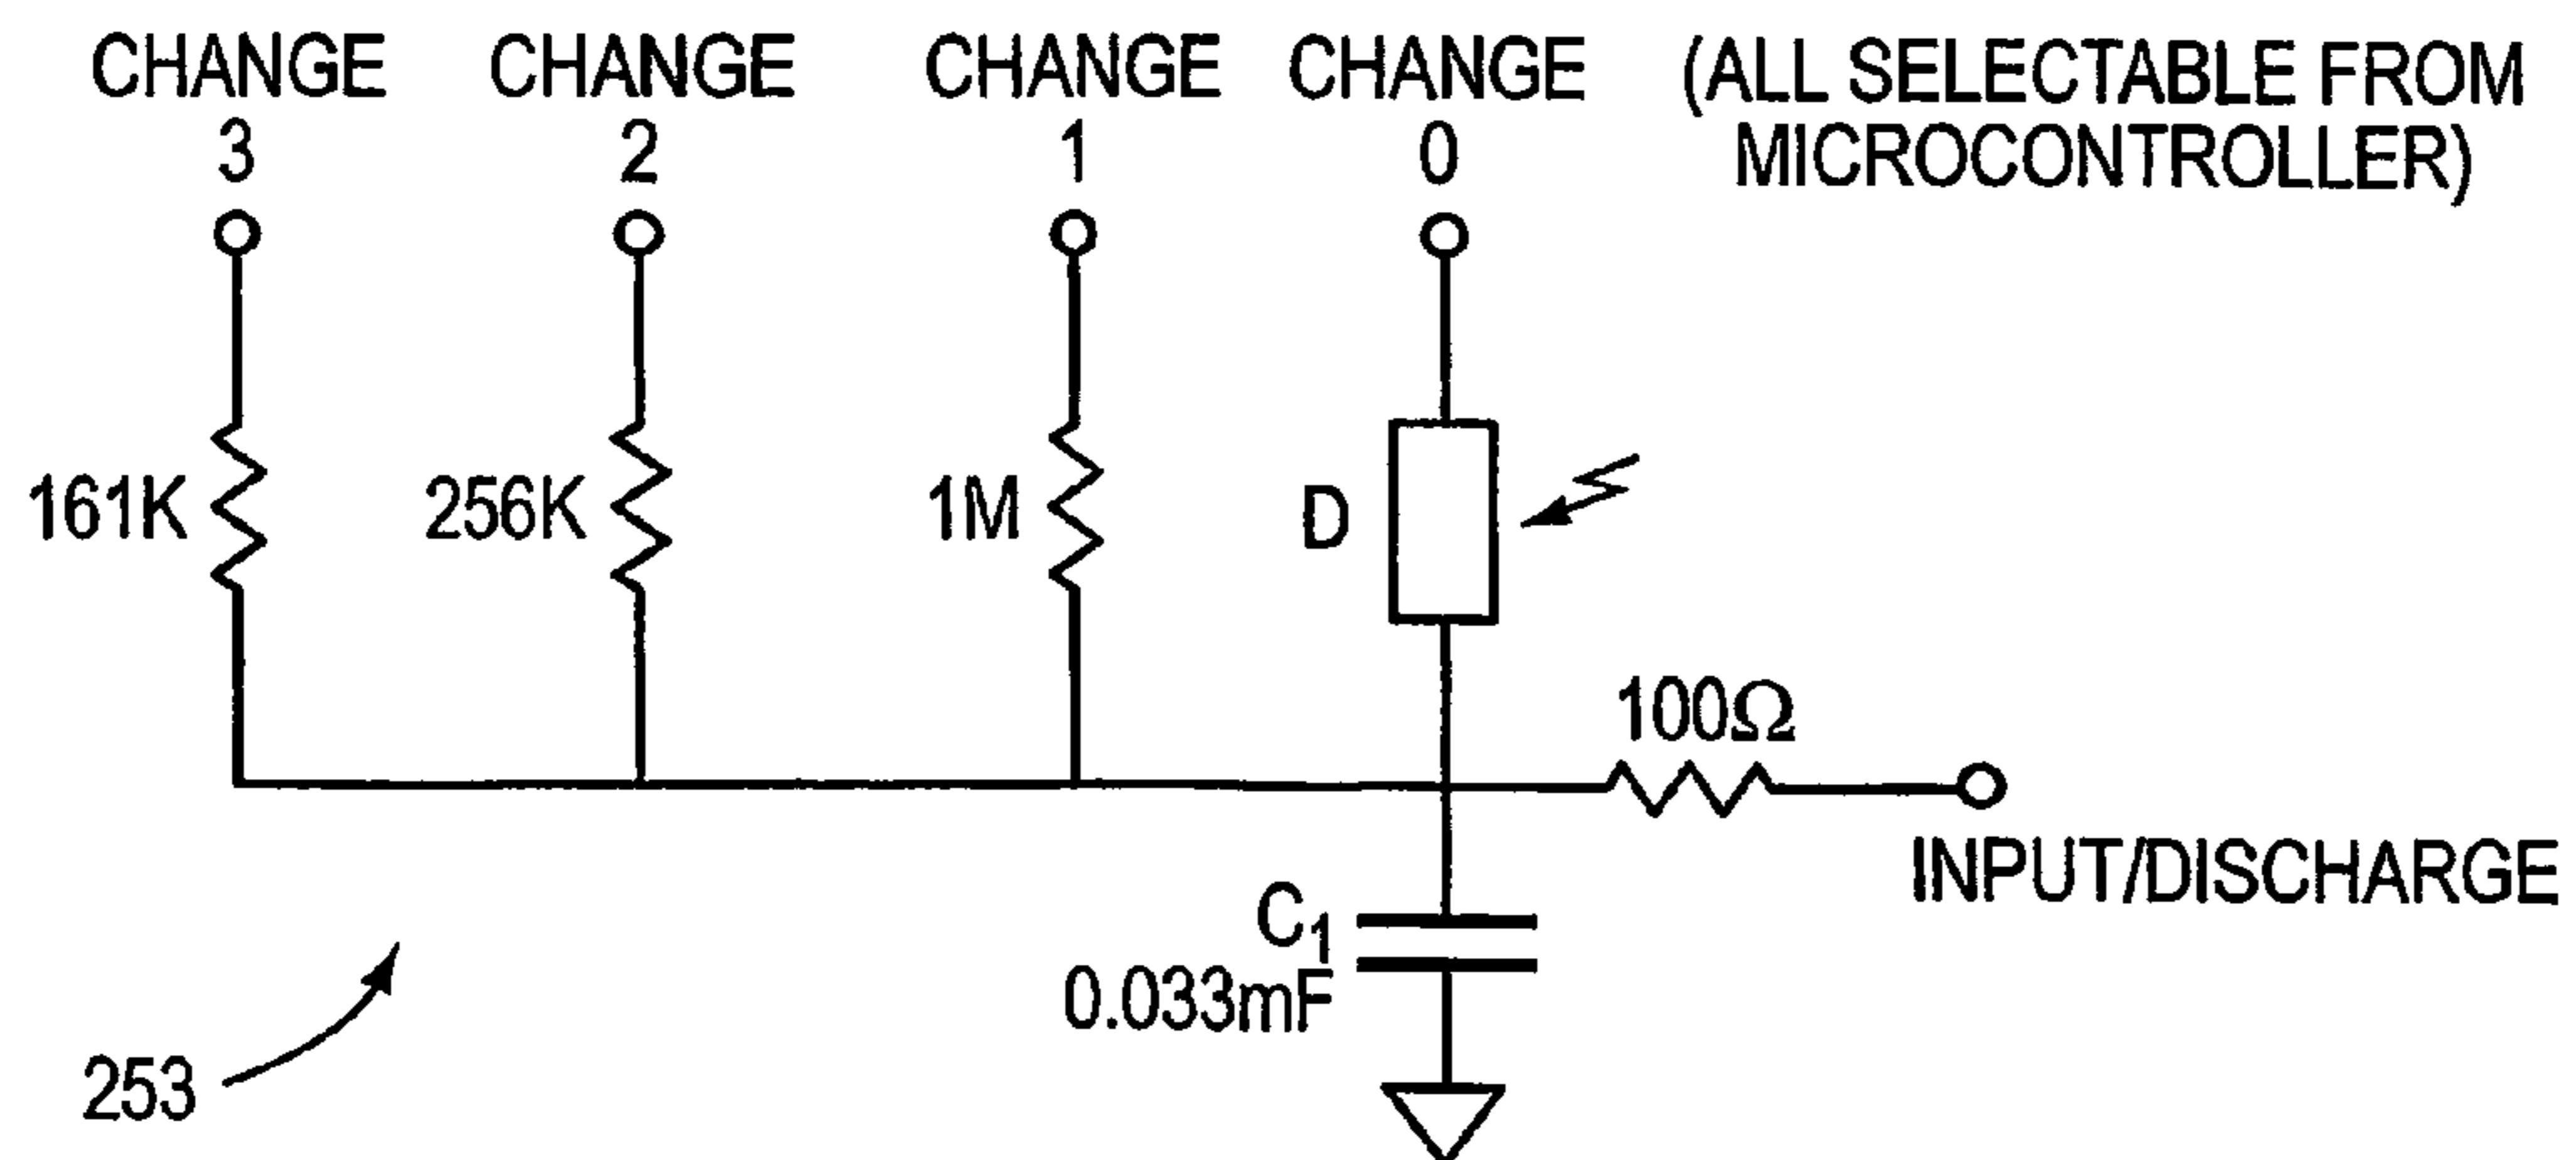 CHANGE 3
CHANGE 2
CHANGE 1
CHANGE 0
(ALL SELECTABLE FROM
MICROCONTROLLER)
161K
256K
1M
D
100Ω
INPUT/DISCHARGE
C1
0.033mF
253